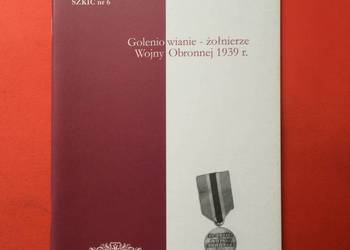 SZKIC nr 6
Goleniowianie - żołnierze
Wojny Obronnej 1939 r.